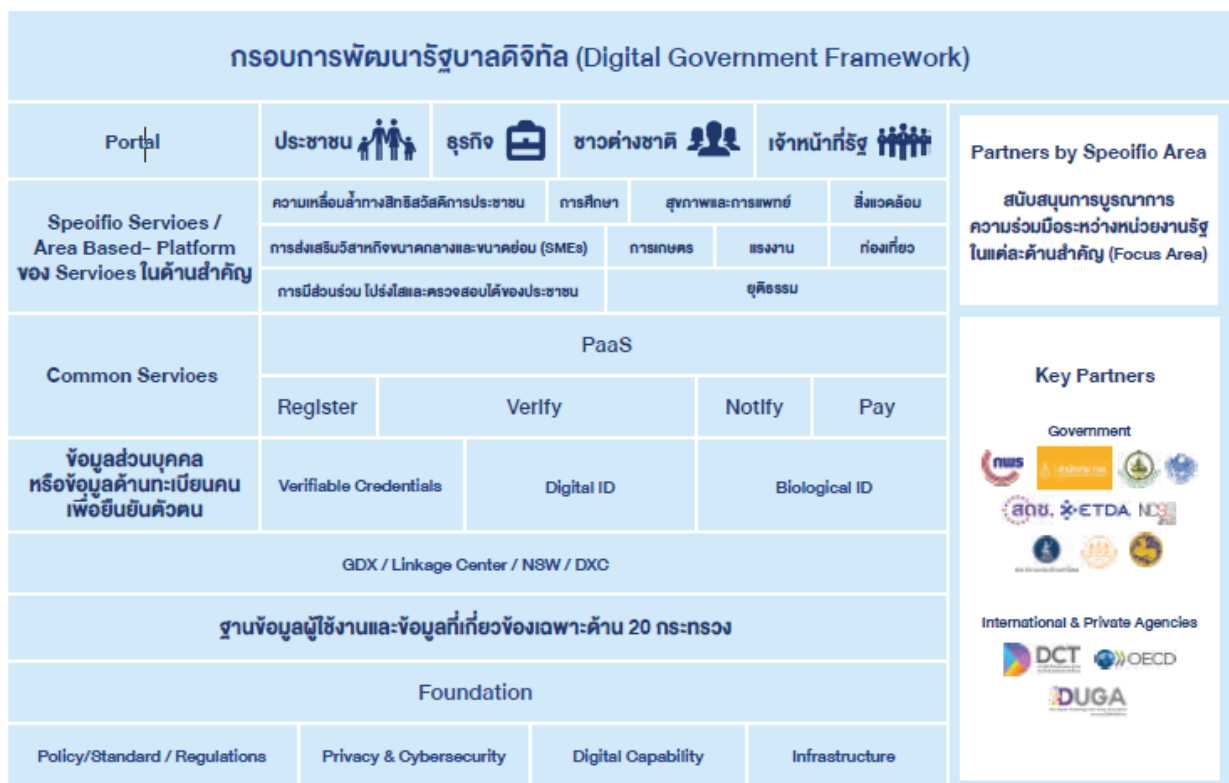 กรอบการพัฒนารัฐบาลดิจิทัล (Digital Government Framework)
Portal
ประชาชน
ธุรกิจ
ชาวต่างชาติ
เจ้าหน้าที่รัฐ
Specific Services /
Area Based- Platform
ของ Services ในด้านสำคัญ
ความเหลื่อมล้ำทางสิทธิสวัสดิการประชาชน
การศึกษา
สุขภาพและการแพทย์
สิ่งแวดล้อม
การส่งเสริมวิสาหกิจขนาดกลางและขนาดย่อม (SMEs)
การเกษตร
แรงงาน
ท่องเที่ยว
การมีส่วนร่วม โปร่งใสและตรวจสอบได้ของประชาชน
ยุติธรรม
Common Services
PaaS
Register
Verify
Notify
Pay
ข้อมูลส่วนบุคคล
หรือข้อมูลด้านทะเบียนคน
เพื่อยืนยันตัวตน
Verifiable Credentials
Digital ID
Biological ID
GDX / Linkage Center / NSW / DXC
ฐานข้อมูลผู้ใช้งานและข้อมูลที่เกี่ยวข้องเฉพาะด้าน 20 กระทรวง
Foundation
Policy/Standard / Regulations
Privacy & Cybersecurity
Digital Capability
Infrastructure
Partners by Specific Area
สนับสนุนการบูรณาการ
ความร่วมมือระหว่างหน่วยงานรัฐ
ในแต่ละด้านสำคัญ (Focus Area)
Key Partners
Government
กพร
สำนักงาน ก.พ.
สดช.
ETDA
International & Private Agencies
DCT
OECD
DUGA